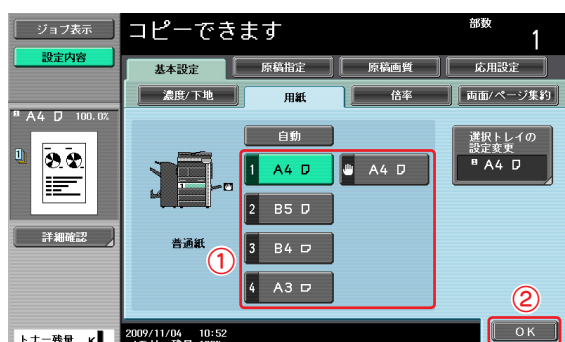 ジョブ表示
設定内容
コピーできます
部数
1
基本設定
原稿指定
原稿画質
応用設定
濃度/下地
用紙
倍率
両面/ページ集約
A4 100.0%
自動
選択トレイの
設定変更
A4
1 A4
A4
2 B5
3 B4
4 A3
普通紙
①
詳細確認
②
OK
トナー残量 K
2009/11/04 10:52